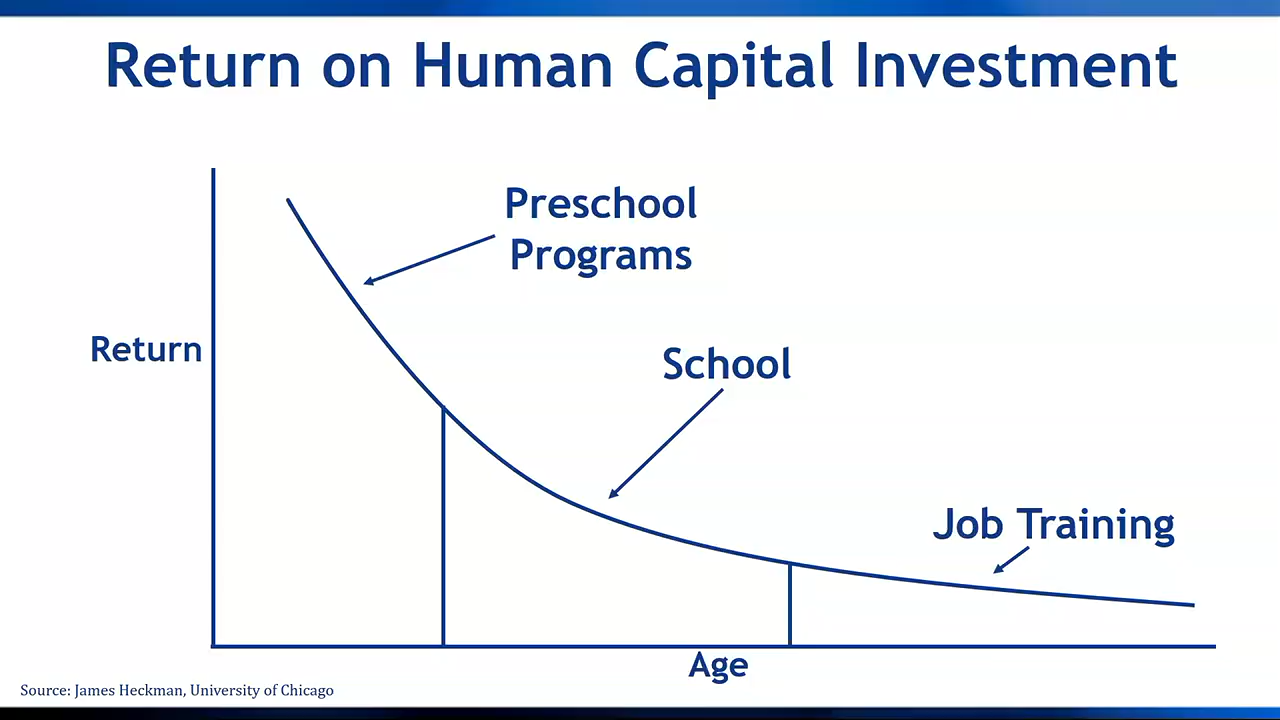 Return on Human Capital Investment
Preschool
Programs
Return
School
Job Training
Age
Source: James Heckman, University of Chicago